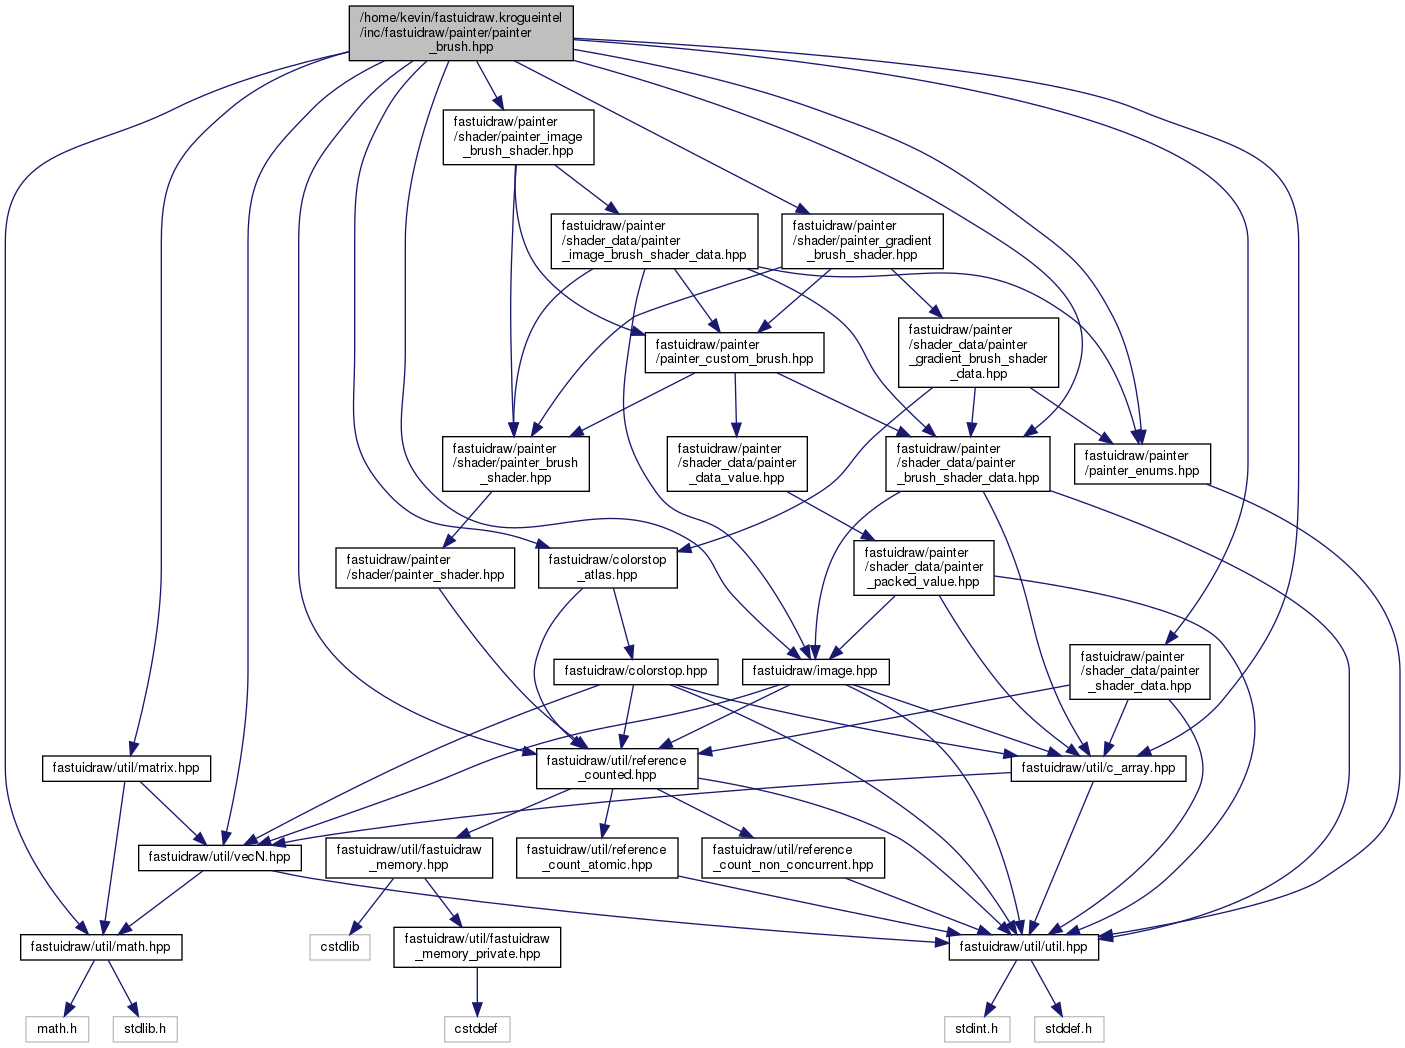 /home/kevin/fastuidraw.krogueintel
/inc/fastuidraw/painter/painter
_brush.hpp
fastuidraw/painter
/shader/painter_image
_brush_shader.hpp
fastuidraw/painter
/shader_data/painter
_image_brush_shader_data.hpp
fastuidraw/painter
/shader/painter_gradient
_brush_shader.hpp
fastuidraw/painter
/painter_custom_brush.hpp
fastuidraw/painter
/shader_data/painter
_gradient_brush_shader
_data.hpp
fastuidraw/painter
/shader/painter_brush
_shader.hpp
fastuidraw/painter
/shader_data/painter
_data_value.hpp
fastuidraw/painter
/shader_data/painter
_brush_shader_data.hpp
fastuidraw/painter
/painter_enums.hpp
fastuidraw/painter
/shader/painter_shader.hpp
fastuidraw/colorstop
_atlas.hpp
fastuidraw/painter
/shader_data/painter
_packed_value.hpp
fastuidraw/colorstop.hpp
fastuidraw/image.hpp
fastuidraw/painter
/shader_data/painter
_shader_data.hpp
fastuidraw/util/matrix.hpp
fastuidraw/util/reference
_counted.hpp
fastuidraw/util/c_array.hpp
fastuidraw/util/vecN.hpp
fastuidraw/util/fastuidraw
_memory.hpp
fastuidraw/util/reference
_count_atomic.hpp
fastuidraw/util/reference
_count_non_concurrent.hpp
fastuidraw/util/math.hpp
cstdlib
fastuidraw/util/fastuidraw
_memory_private.hpp
fastuidraw/util/util.hpp
math.h
stdlib.h
cstddef
stdint.h
stddef.h